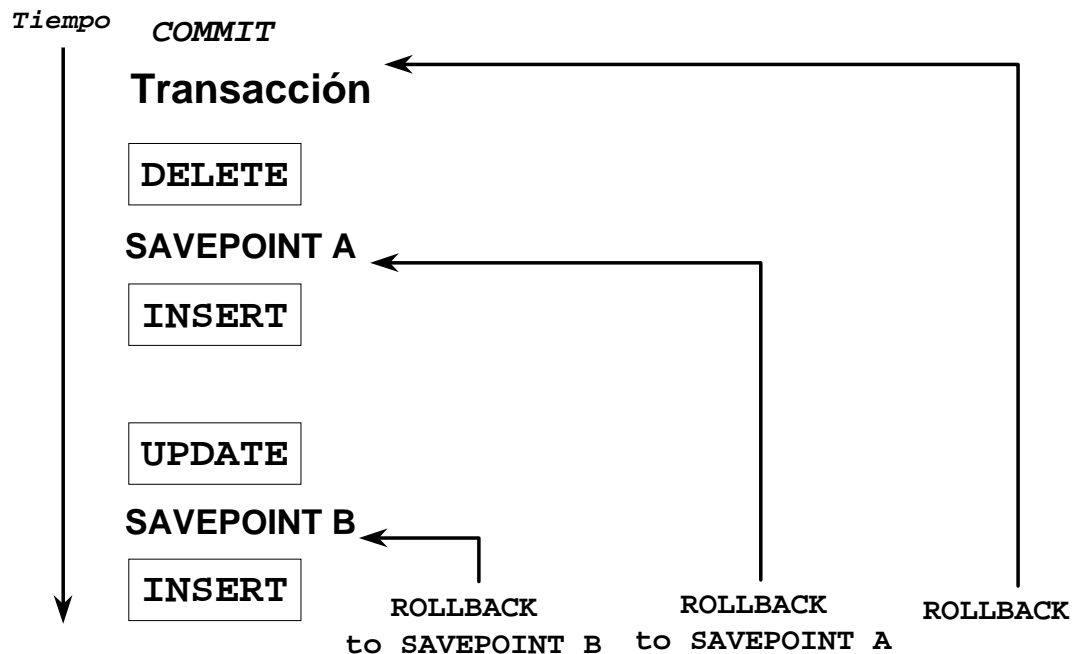 Tiempo
COMMIT
Transacción
DELETE
SAVEPOINT A
INSERT
UPDATE
SAVEPOINT B
INSERT
ROLLBACK
to SAVEPOINT B
ROLLBACK
to SAVEPOINT A
ROLLBACK